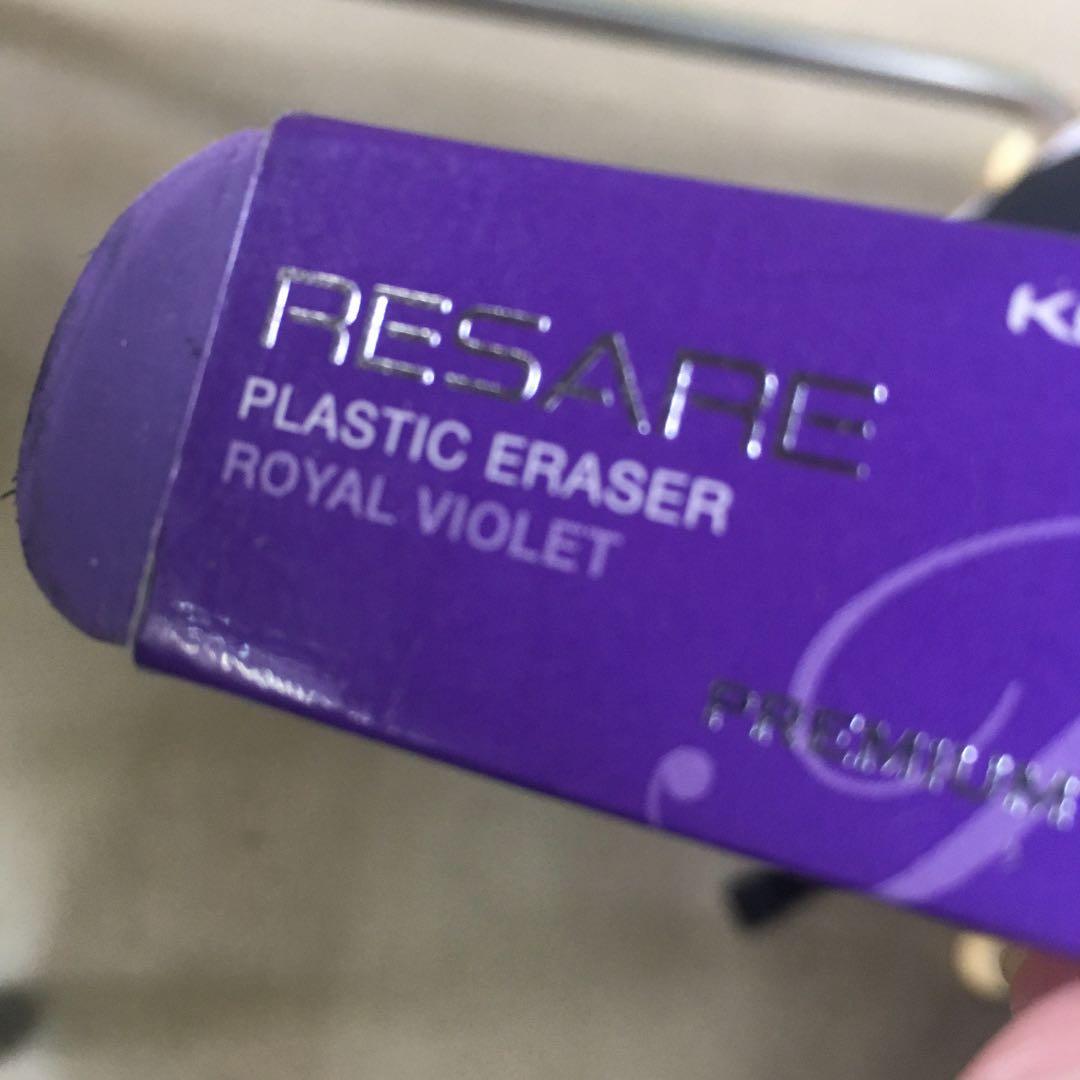 RESARE
PLASTIC ERASER
ROYAL VIOLET
PREMIUM